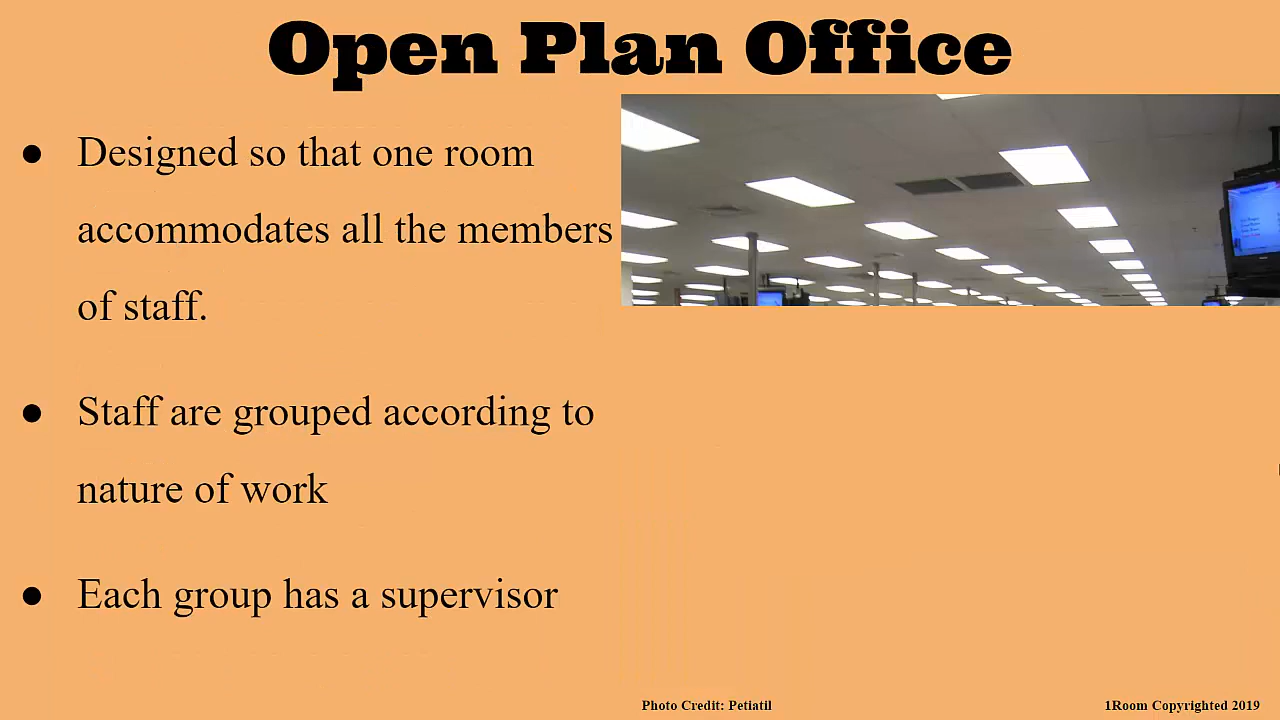 Open Plan Office
● Designed so that one room
accommodates all the members
of staff.
● Staff are grouped according to
nature of work
● Each group has a supervisor
Photo Credit: Petiatil
1Room Copyrighted 2019